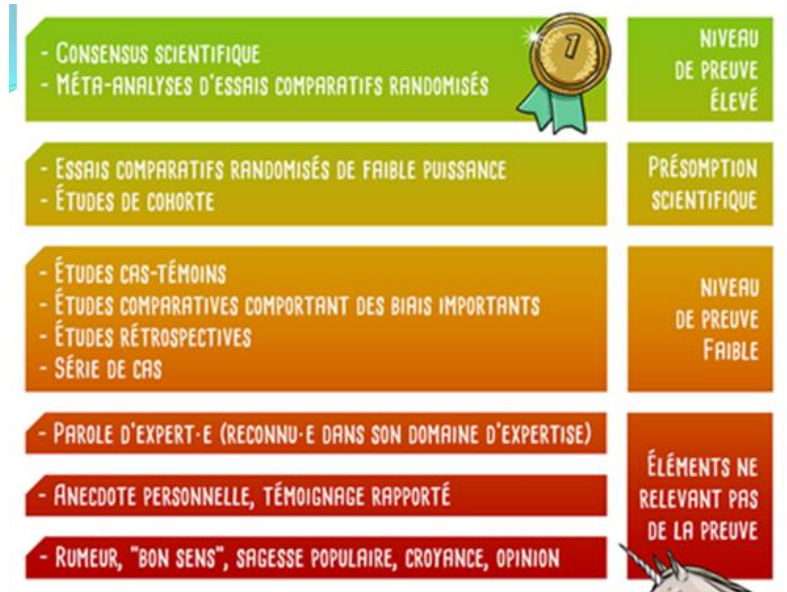 - Consensus scientifique
- Méta-analyses d'essais comparatifs randomisés
1
Niveau
de preuve
élevé
- Essais comparatifs randomisés de faible puissance
- Études de cohorte
Présomption
scientifique
- Études cas-témoins
- Études comparatives comportant des biais importants
- Études rétrospectives
- Série de cas
Niveau
de preuve
Faible
- Parole d'expert·e (reconnu·e dans son domaine d'expertise)
- Anecdote personnelle, témoignage rapporté
- Rumeur, "bon sens", sagesse populaire, croyance, opinion
Éléments ne
relevant pas
de la preuve